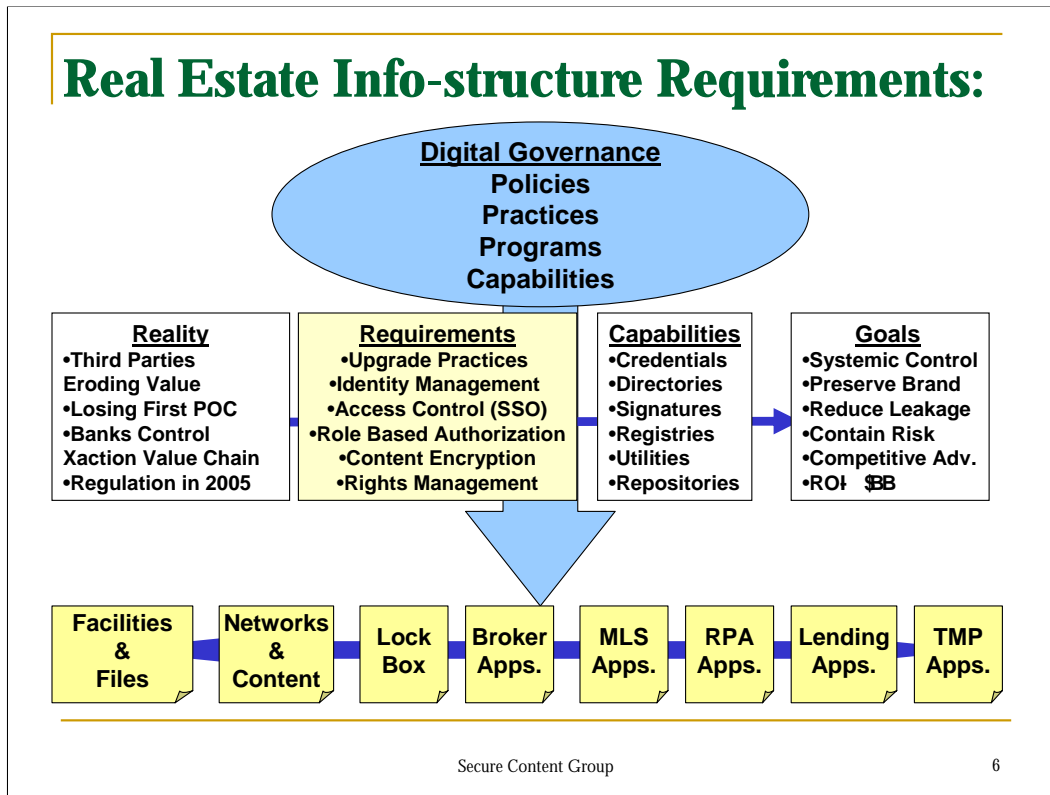 Real Estate Info-structure Requirements:
Digital Governance
Policies
Practices
Programs
Capabilities
Reality
•Third Parties
Eroding Value
•Losing First POC
•Banks Control
Xaction Value Chain
•Regulation in 2005
Requirements
•Upgrade Practices
•Identity Management
•Access Control (SSO)
•Role Based Authorization
•Content Encryption
•Rights Management
Capabilities
•Credentials
•Directories
•Signatures
•Registries
•Utilities
•Repositories
Goals
•Systemic Control
•Preserve Brand
•Reduce Leakage
•Contain Risk
•Competitive Adv.
•ROI- $BB
Facilities
&
Files
Networks
&
Content
Lock
Box
Broker
Apps.
MLS
Apps.
RPA
Apps.
Lending
Apps.
TMP
Apps.
Secure Content Group
6